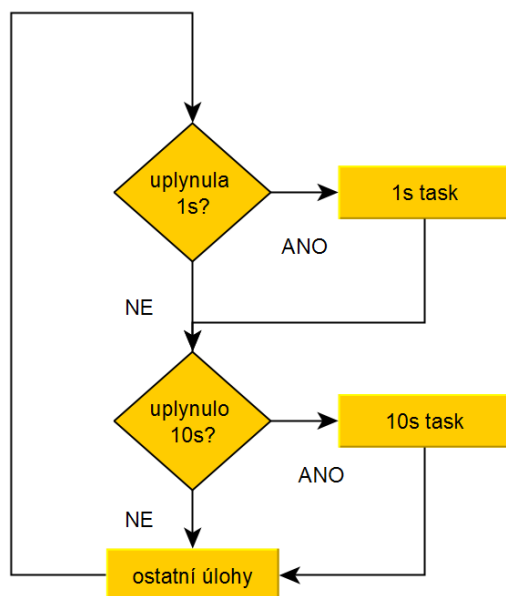 uplynula
1s?
1s task
ANO
NE
uplynulo
10s?
10s task
ANO
NE
ostatní úlohy